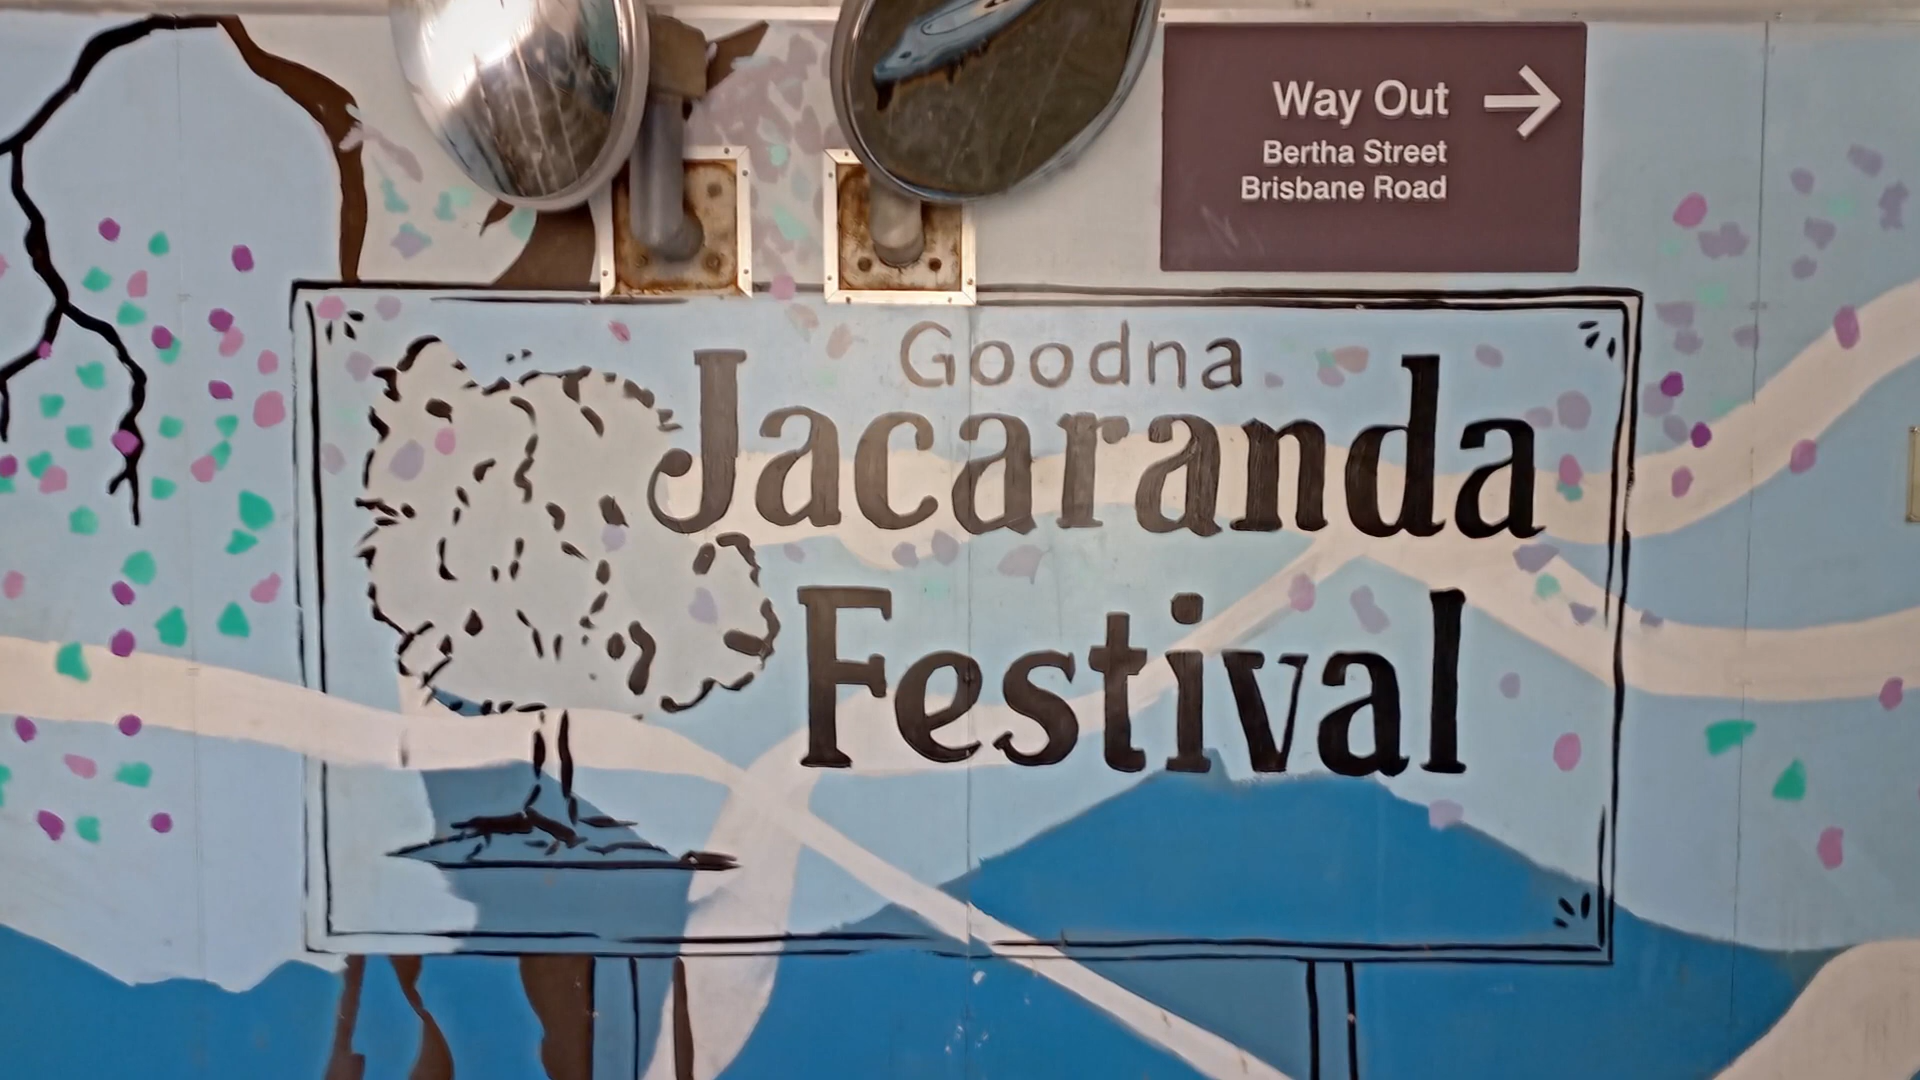 Way Out
Bertha Street
Brisbane Road
Goodna
Jacaranda
Festival